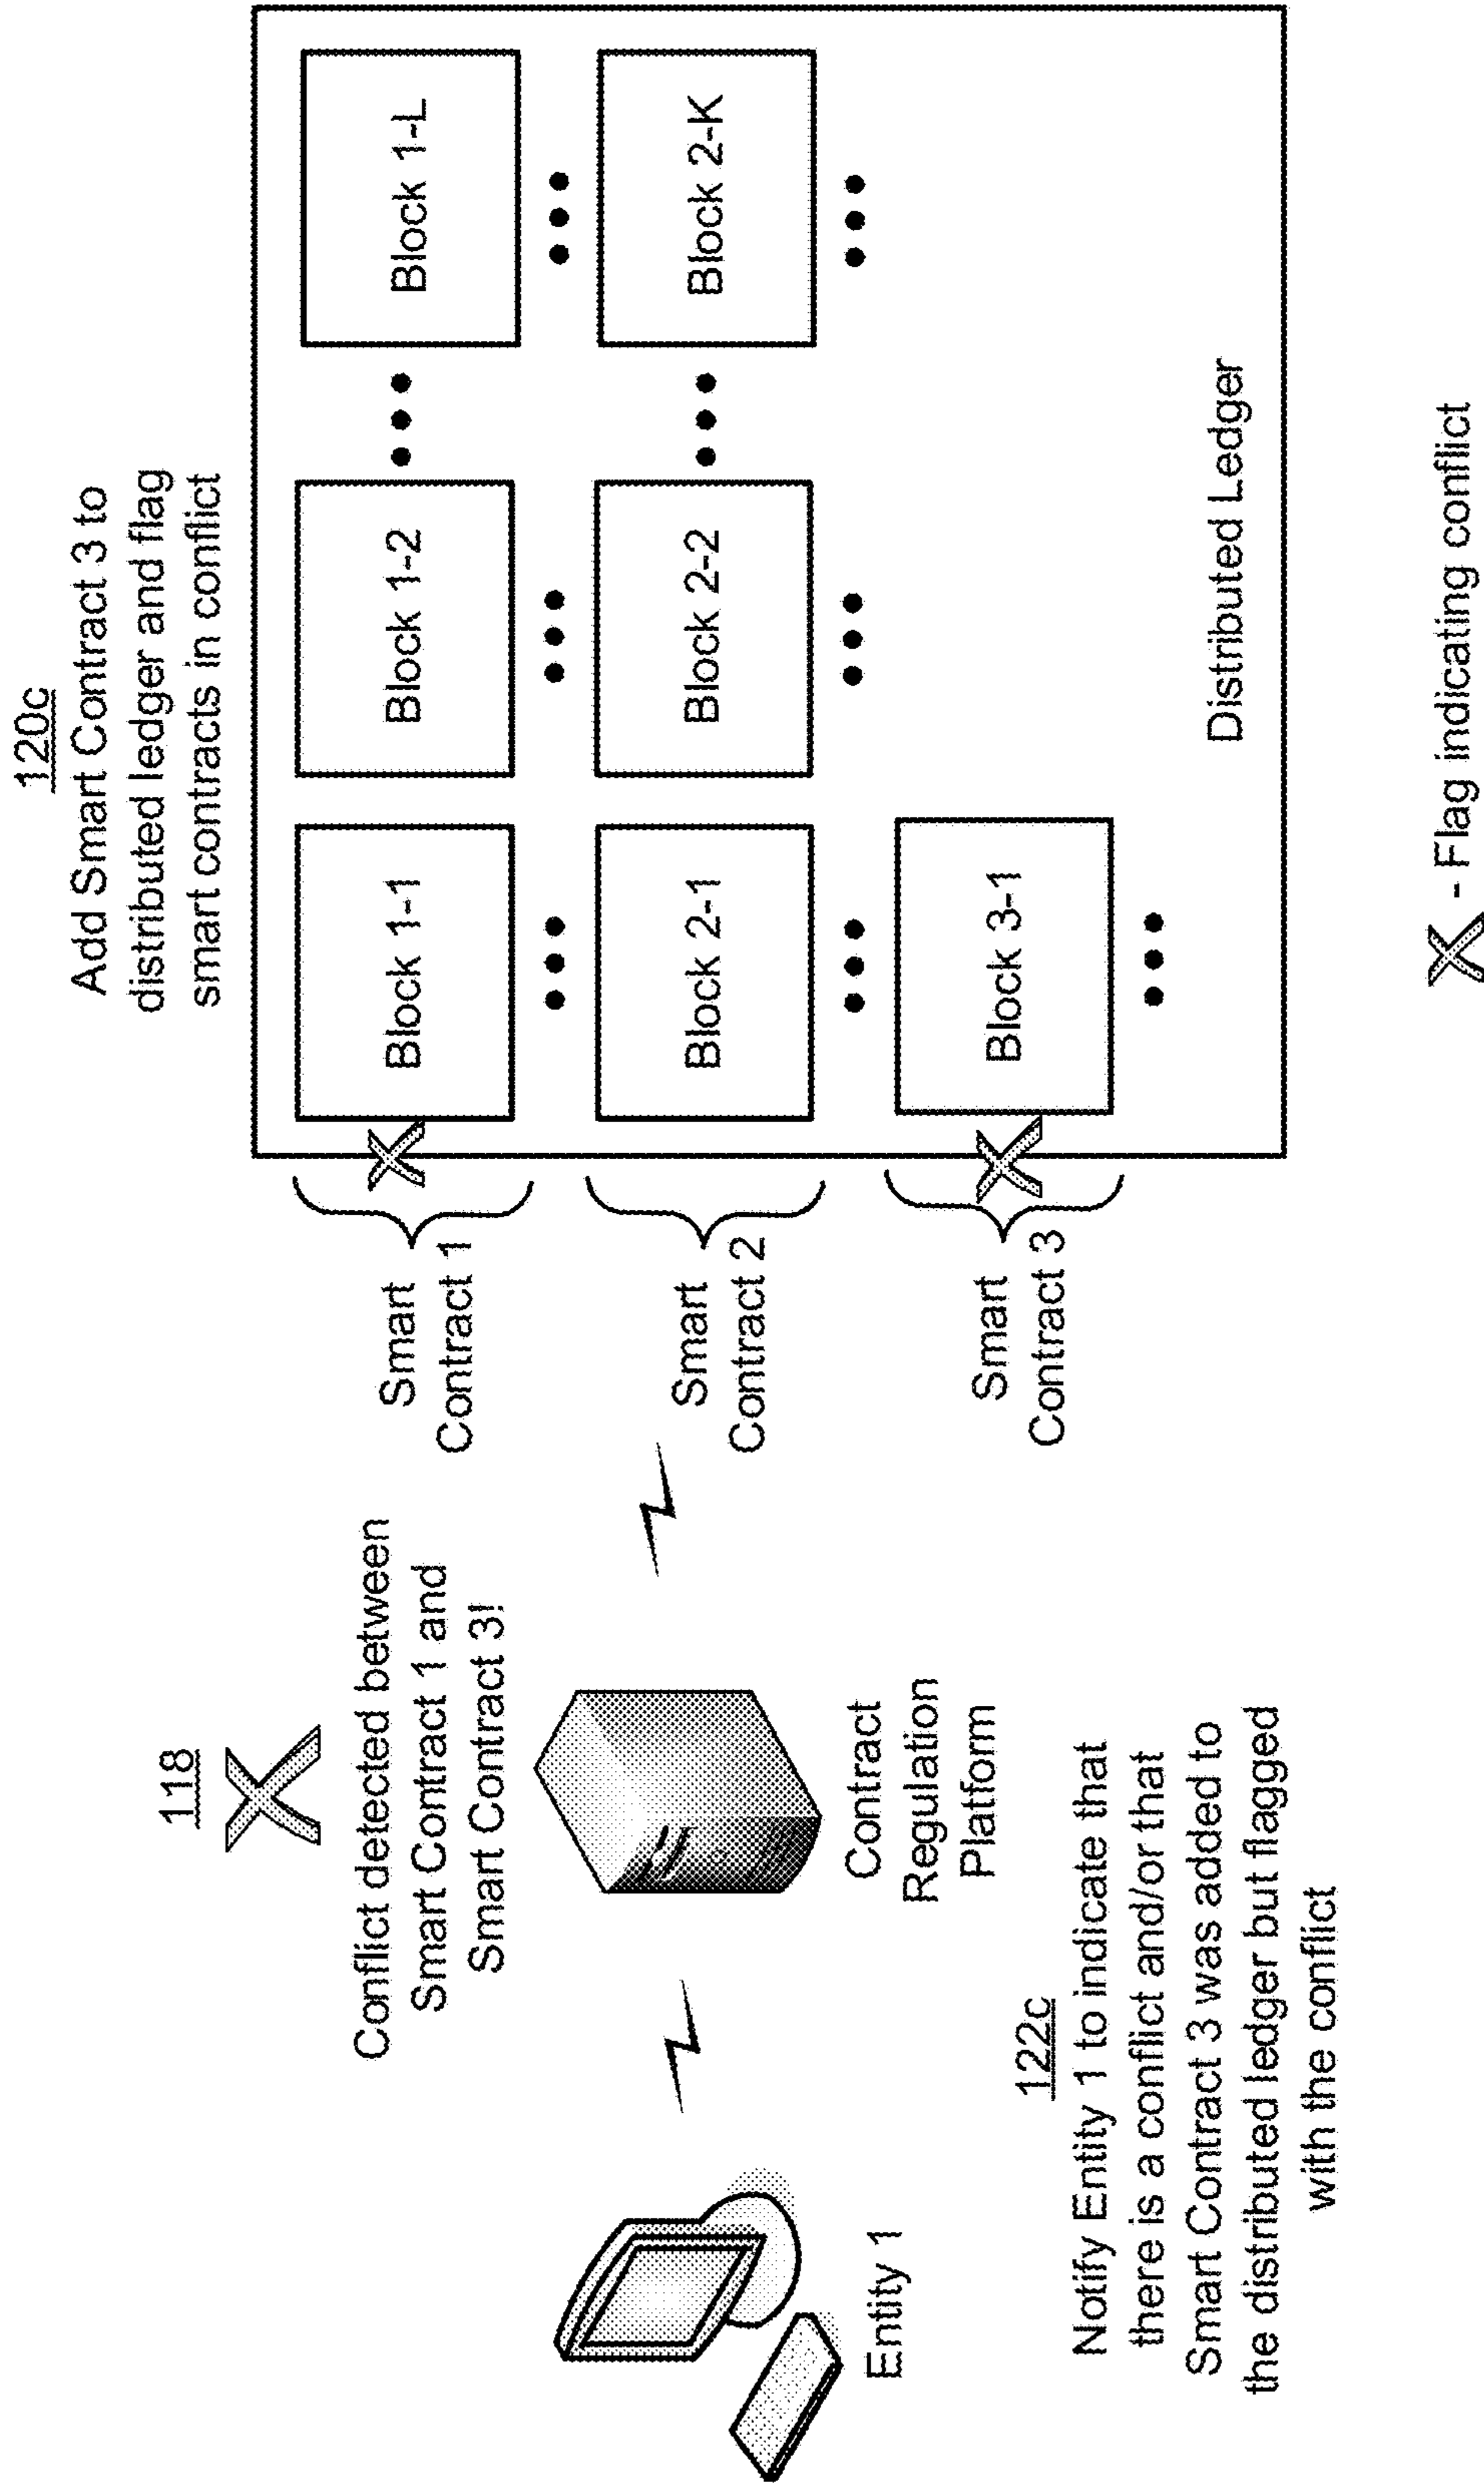 120c
Add Smart Contract 3 to
distributed ledger and flag
smart contracts in conflict
118
Conflict detected between
Smart Contract 1 and
Smart Contract 3!
Entity 1
Contract
Regulation
Platform
Smart
Contract 1
Smart
Contract 2
Smart
Contract 3
Block 1-1
Block 1-2
Block 1-L
Block 2-1
Block 2-2
Block 2-K
Block 3-1
Distributed Ledger
122c
Notify Entity 1 to indicate that
there is a conflict and/or that
Smart Contract 3 was added to
the distributed ledger but flagged
with the conflict
- Flag indicating conflict